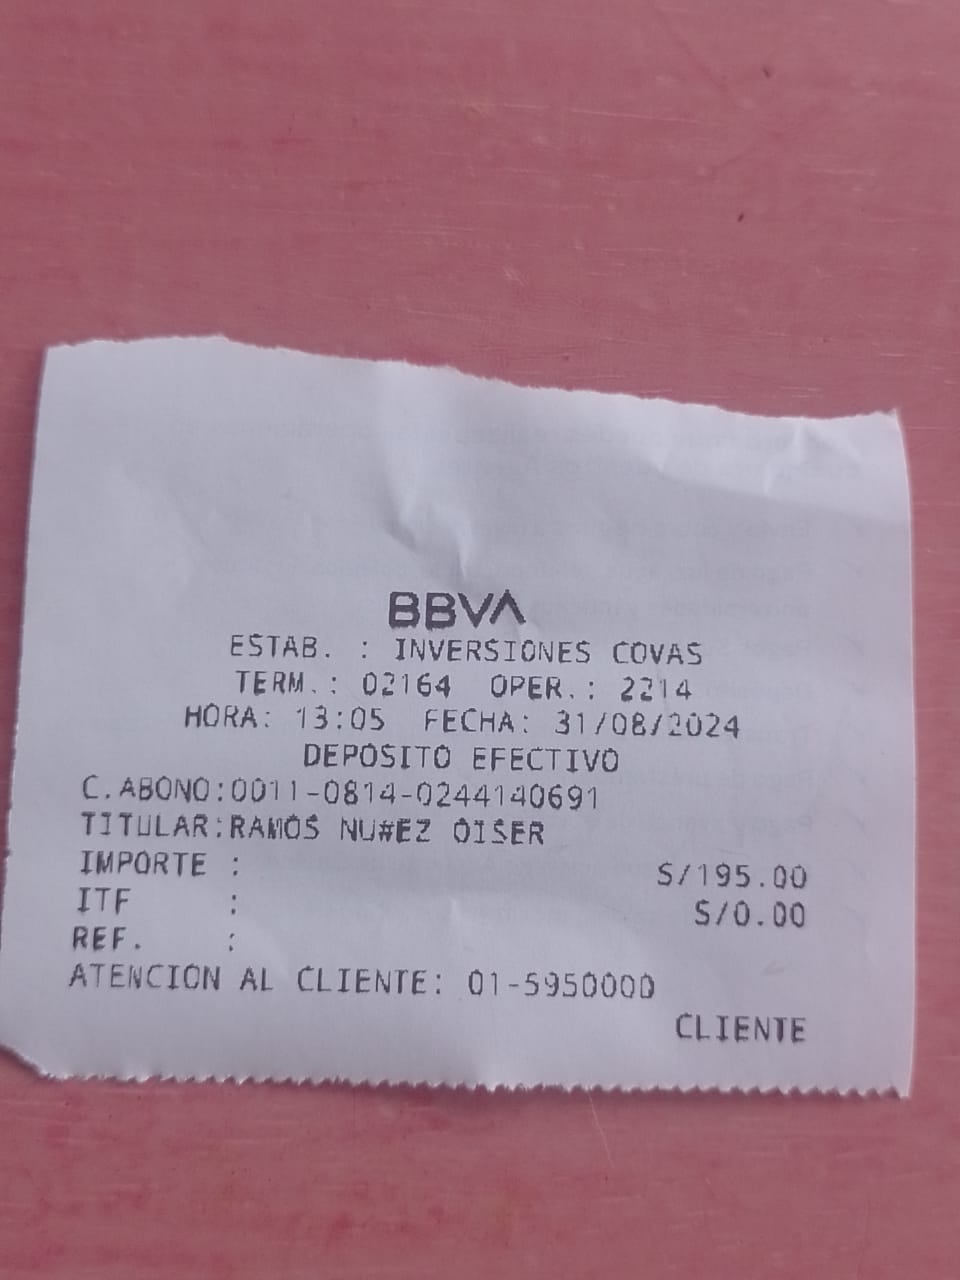 BBVA
ESTAB. : INVERSIONES COVAS
TERM.: 02164 OPER.: 2214
HORA: 13:05 FECHA: 31/08/2024
DEPOSITO EFECTIVO
C.ABONO:0011-0814-0244140691
TITULAR:RAMOS NU#EZ OISER
IMPORTE : S/195.00
ITF : S/0.00
REF. :
ATENCION AL CLIENTE: 01-5950000
CLIENTE